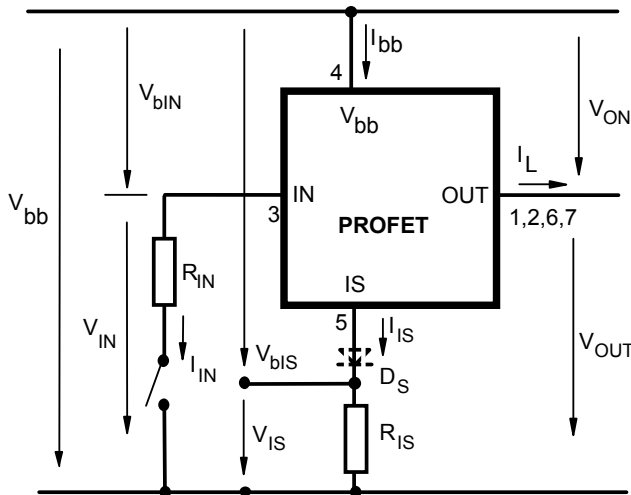 I bb
4
V bIN
V bb
V ON
I L
IN
OUT
3
PROFET
1,2,6,7
V bb
R IN
IS
5
I IS
V IN
I IN
V bIS
D S
V OUT
V IS
R IS